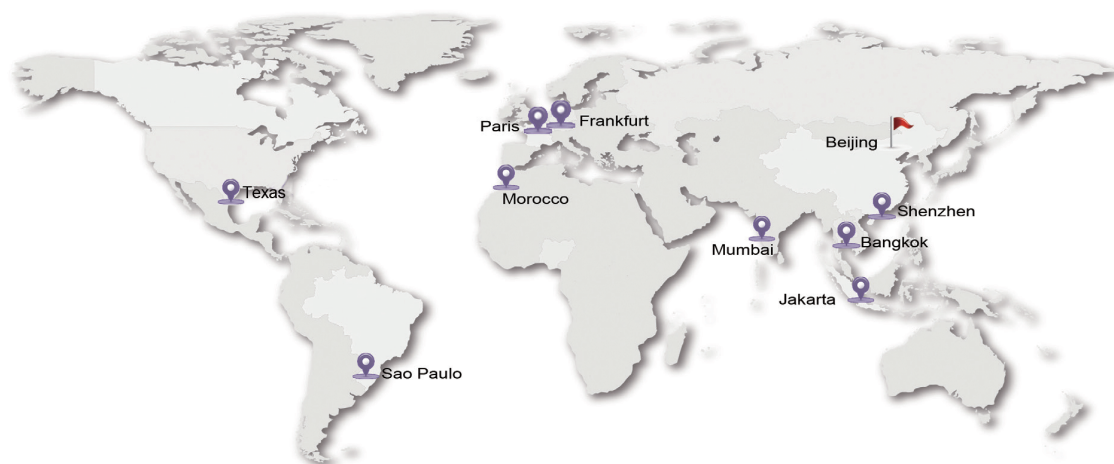 Paris
Frankfurt
Beijing
Texas
Morocco
Shenzhen
Mumbai
Bangkok
Jakarta
Sao Paulo